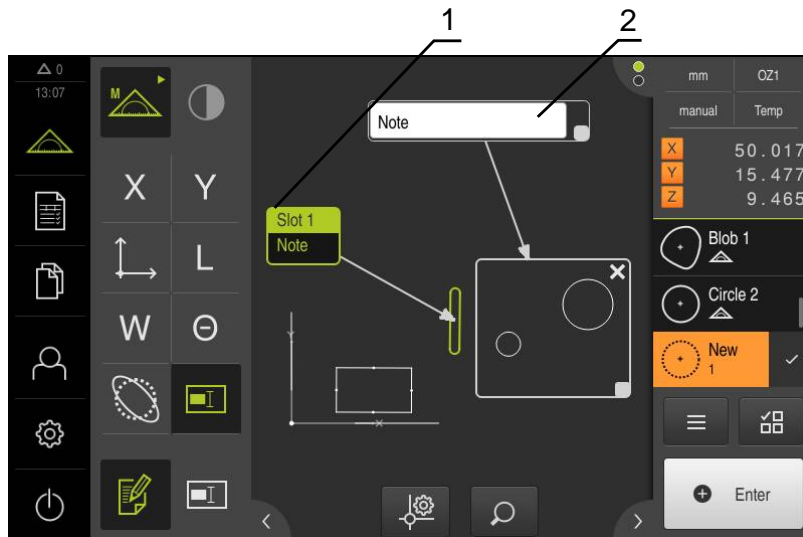 1
2
0
13:07
M
X
Y
L
W
Θ
Note
Slot 1
Note
Y
X
mm
OZ1
manual
Temp
X 50.017
Y 15.477
Z 9.465
Blob 1
Circle 2
New
1
Enter